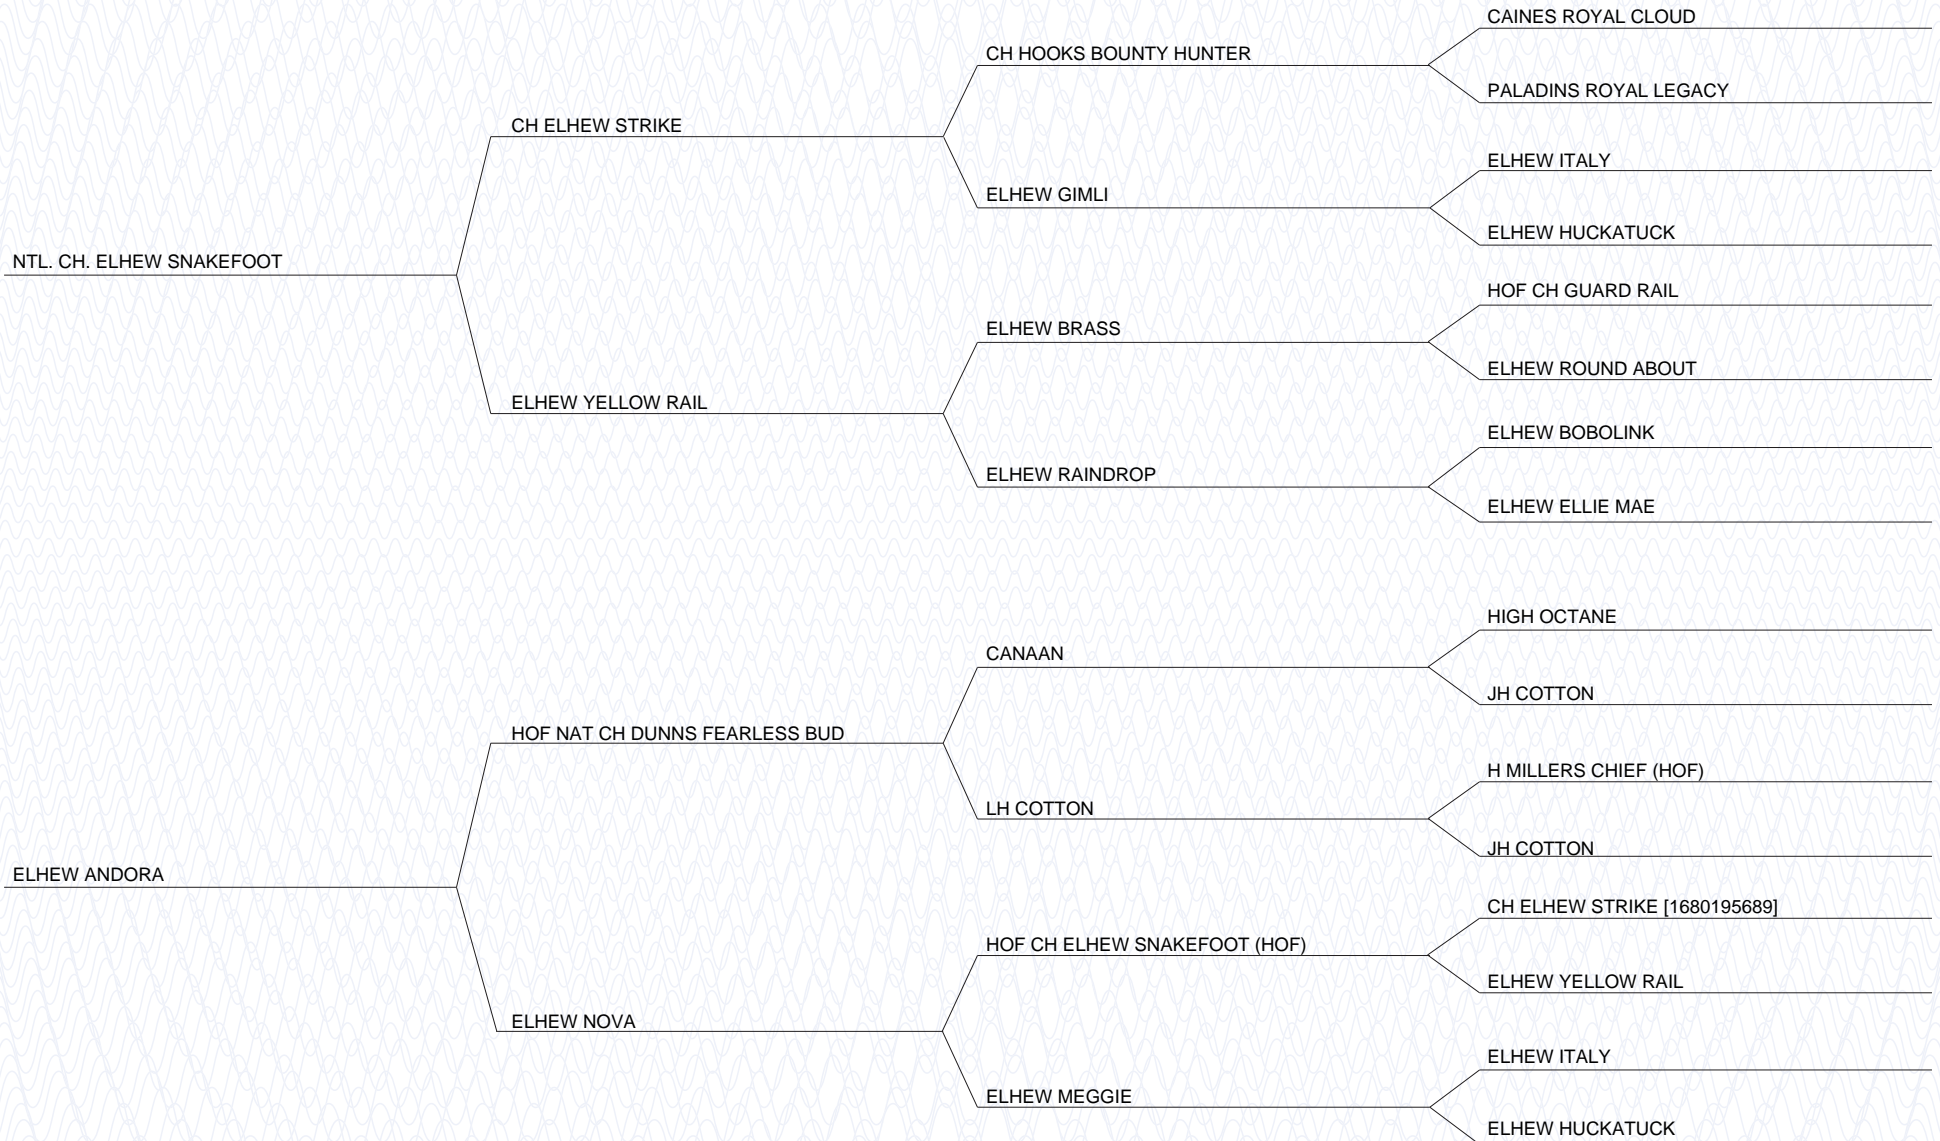 CAINES ROYAL CLOUD
CH HOOKS BOUNTY HUNTER
PALADINS ROYAL LEGACY
CH ELHEW STRIKE
ELHEW ITALY
ELHEW GIMLI
ELHEW HUCKATUCK
NTL. CH. ELHEW SNAKEFOOT
HOF CH GUARD RAIL
ELHEW BRASS
ELHEW ROUND ABOUT
ELHEW YELLOW RAIL
ELHEW BOBOLINK
ELHEW RAINDROP
ELHEW ELLIE MAE
HIGH OCTANE
CANAAN
JH COTTON
HOF NAT CH DUNNS FEARLESS BUD
H MILLERS CHIEF (HOF)
LH COTTON
JH COTTON
ELHEW ANDORA
CH ELHEW STRIKE [1680195689]
HOF CH ELHEW SNAKEFOOT (HOF)
ELHEW YELLOW RAIL
ELHEW NOVA
ELHEW ITALY
ELHEW MEGGIE
ELHEW HUCKATUCK